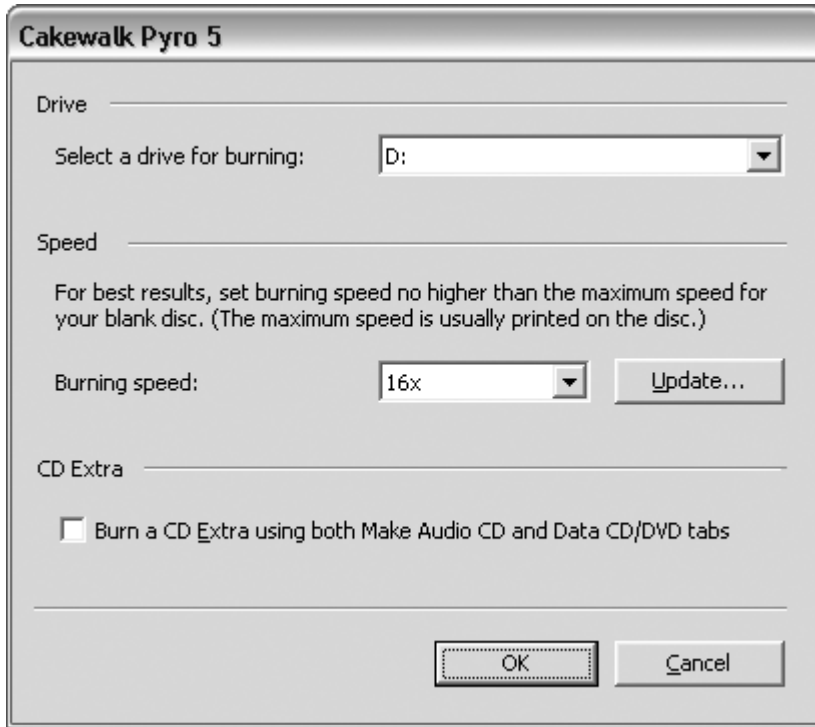 Cakewalk Pyro 5
Drive
Select a drive for burning: D:
Speed
For best results, set burning speed no higher than the maximum speed for
your blank disc. (The maximum speed is usually printed on the disc.)
Burning speed: 16x Update...
CD Extra
Burn a CD Extra using both Make Audio CD and Data CD/DVD tabs
OK Cancel